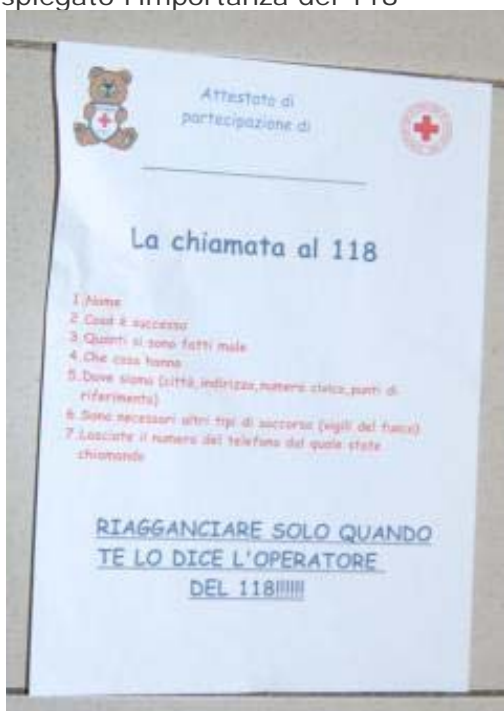 spiegato l'importanza del 118
Attestato di
partecipazione di
La chiamata al 118
1.Nome
2.Cosa è successo
3.Quanti si sono fatti male
4.Che cosa hanno
5.Dove siamo (città,indirizzo,numero civico,punti di
riferimento)
6.Sono necessari altri tipi di soccorso (vigili del fuoco)
7.Lasciate il numero del telefono dal quale state
chiamando
RIAGGANCIARE SOLO QUANDO
TE LO DICE L'OPERATORE
DEL 118!!!!!!